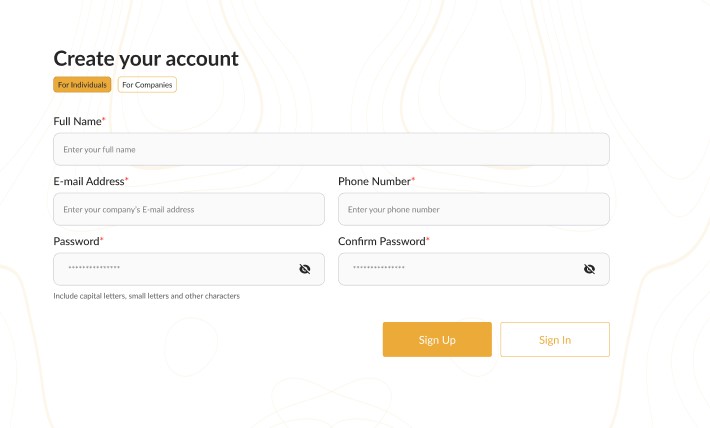 Create your account
For Individuals For Companies
Full Name*
Enter your full name
E-mail Address* Phone Number*
Enter your company's E-mail address Enter your phone number
Password* Confirm Password*
*************** ***************
Include capital letters, small letters and other characters
Sign Up Sign In